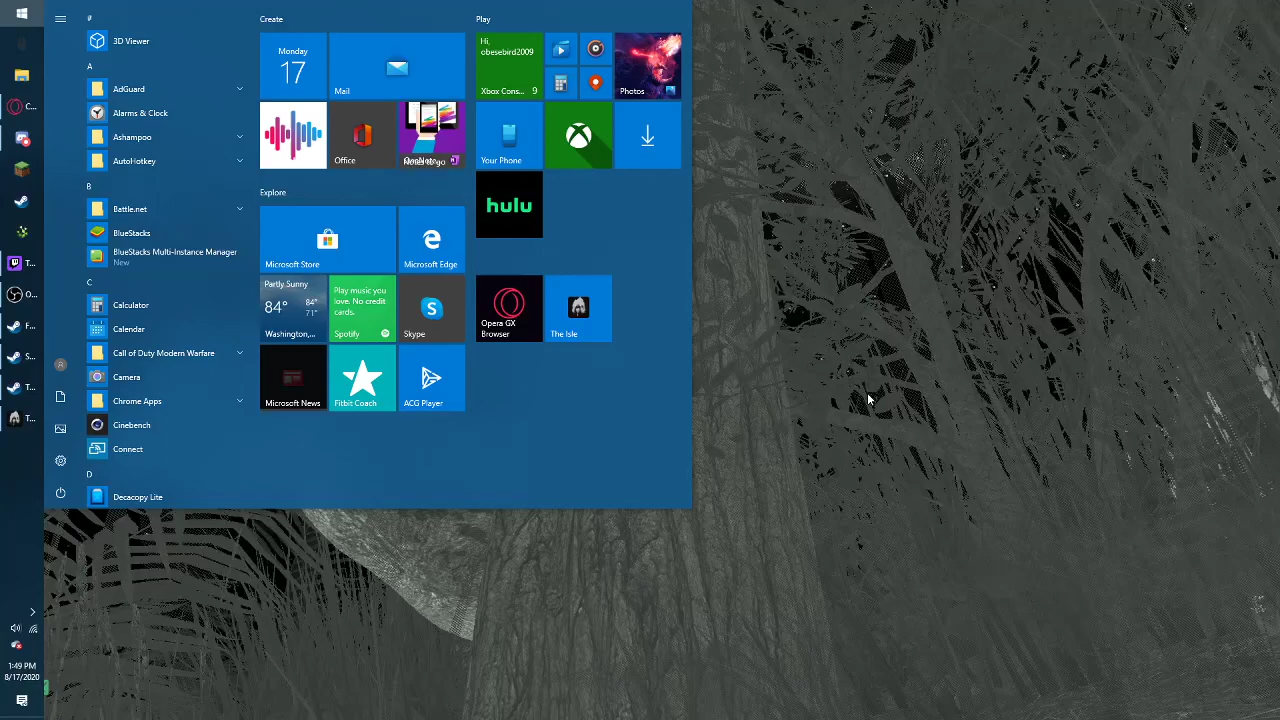 C...
T...
O...
F...
S...
T...
T...
1:49 PM
8/17/2020
#
3D Viewer
A
AdGuard
Alarms & Clock
Ashampoo
AutoHotkey
B
Battle.net
BlueStacks
BlueStacks Multi-Instance Manager
New
C
Calculator
Calendar
Call of Duty Modern Warfare
Camera
Chrome Apps
Cinebench
Connect
D
Decacopy Lite
Create
Monday
17
Mail
Office
Explore
Microsoft Store
Microsoft Edge
Partly Sunny
84°
84°
71°
Washington,...
Play music you
love. No credit
cards.
Spotify
Skype
Microsoft News
Fitbit Coach
ACG Player
Play
Hi,
obesebird2009
Xbox Cons... 9
Photos
Your Phone
hulu
Opera GX
Browser
The Isle